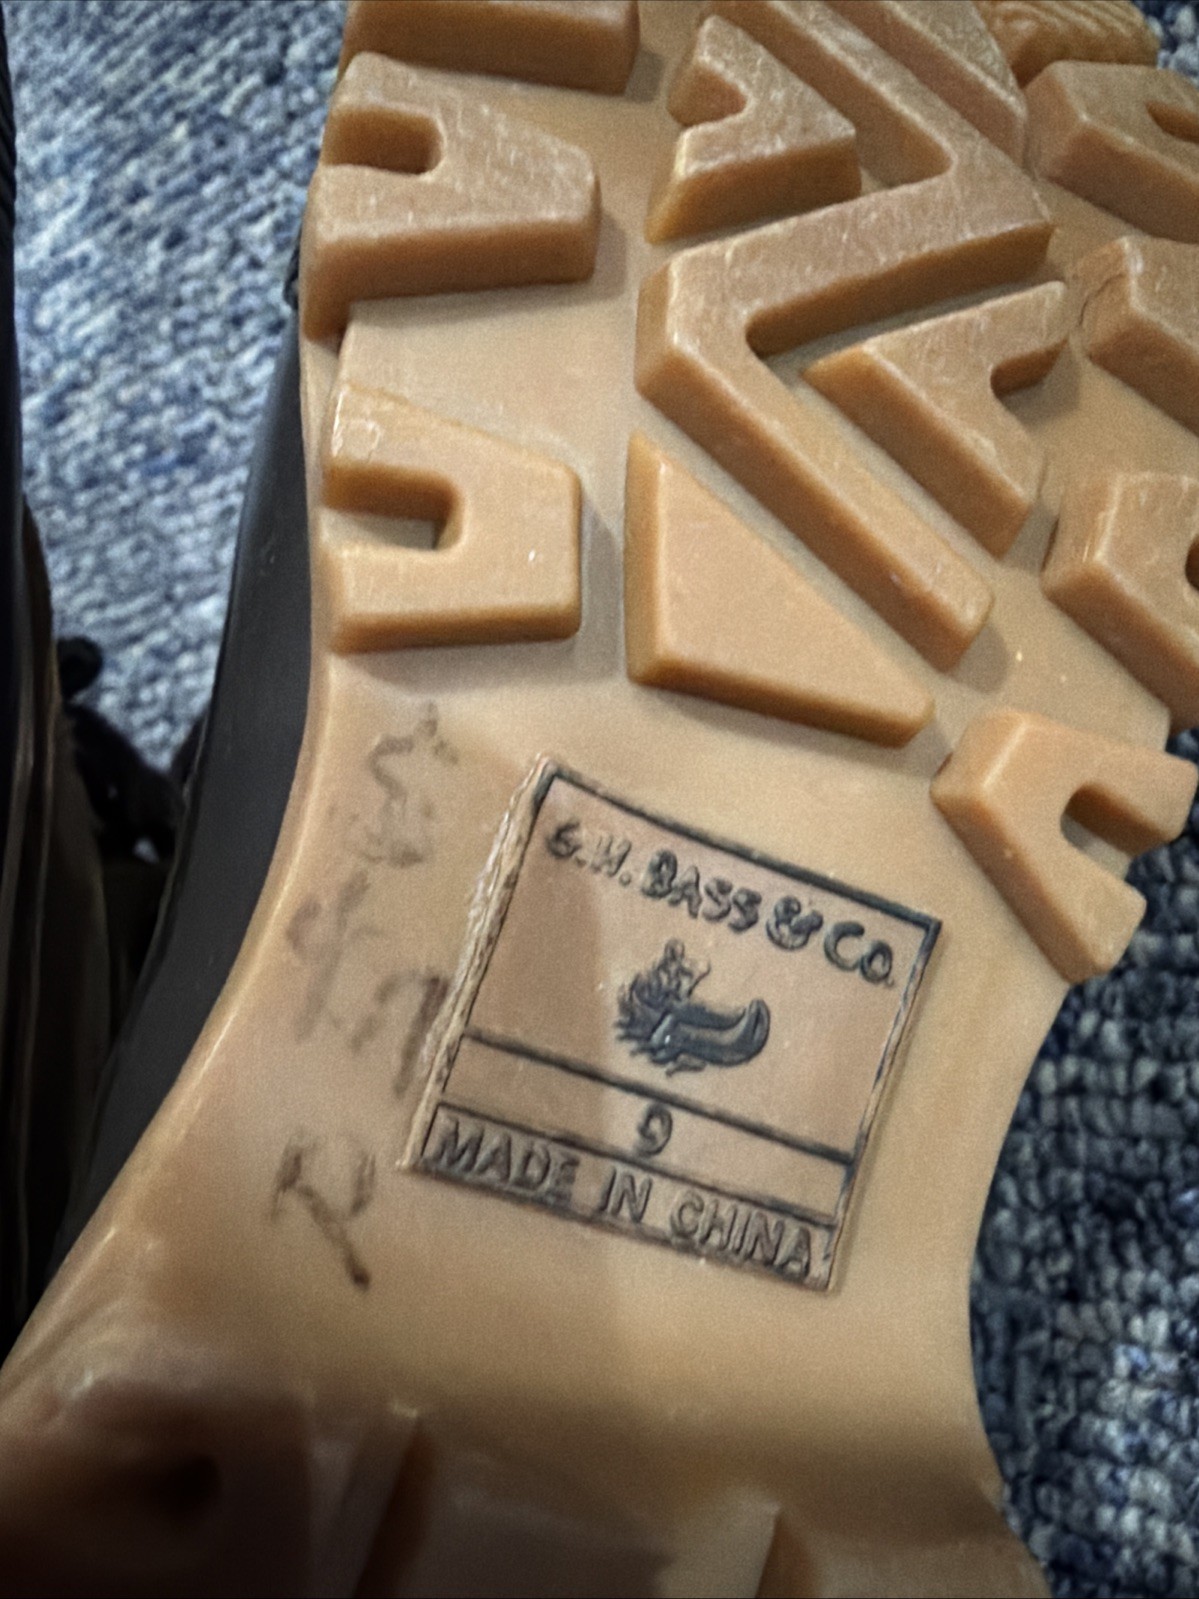 G.H. BASS & CO.
9
MADE IN CHINA